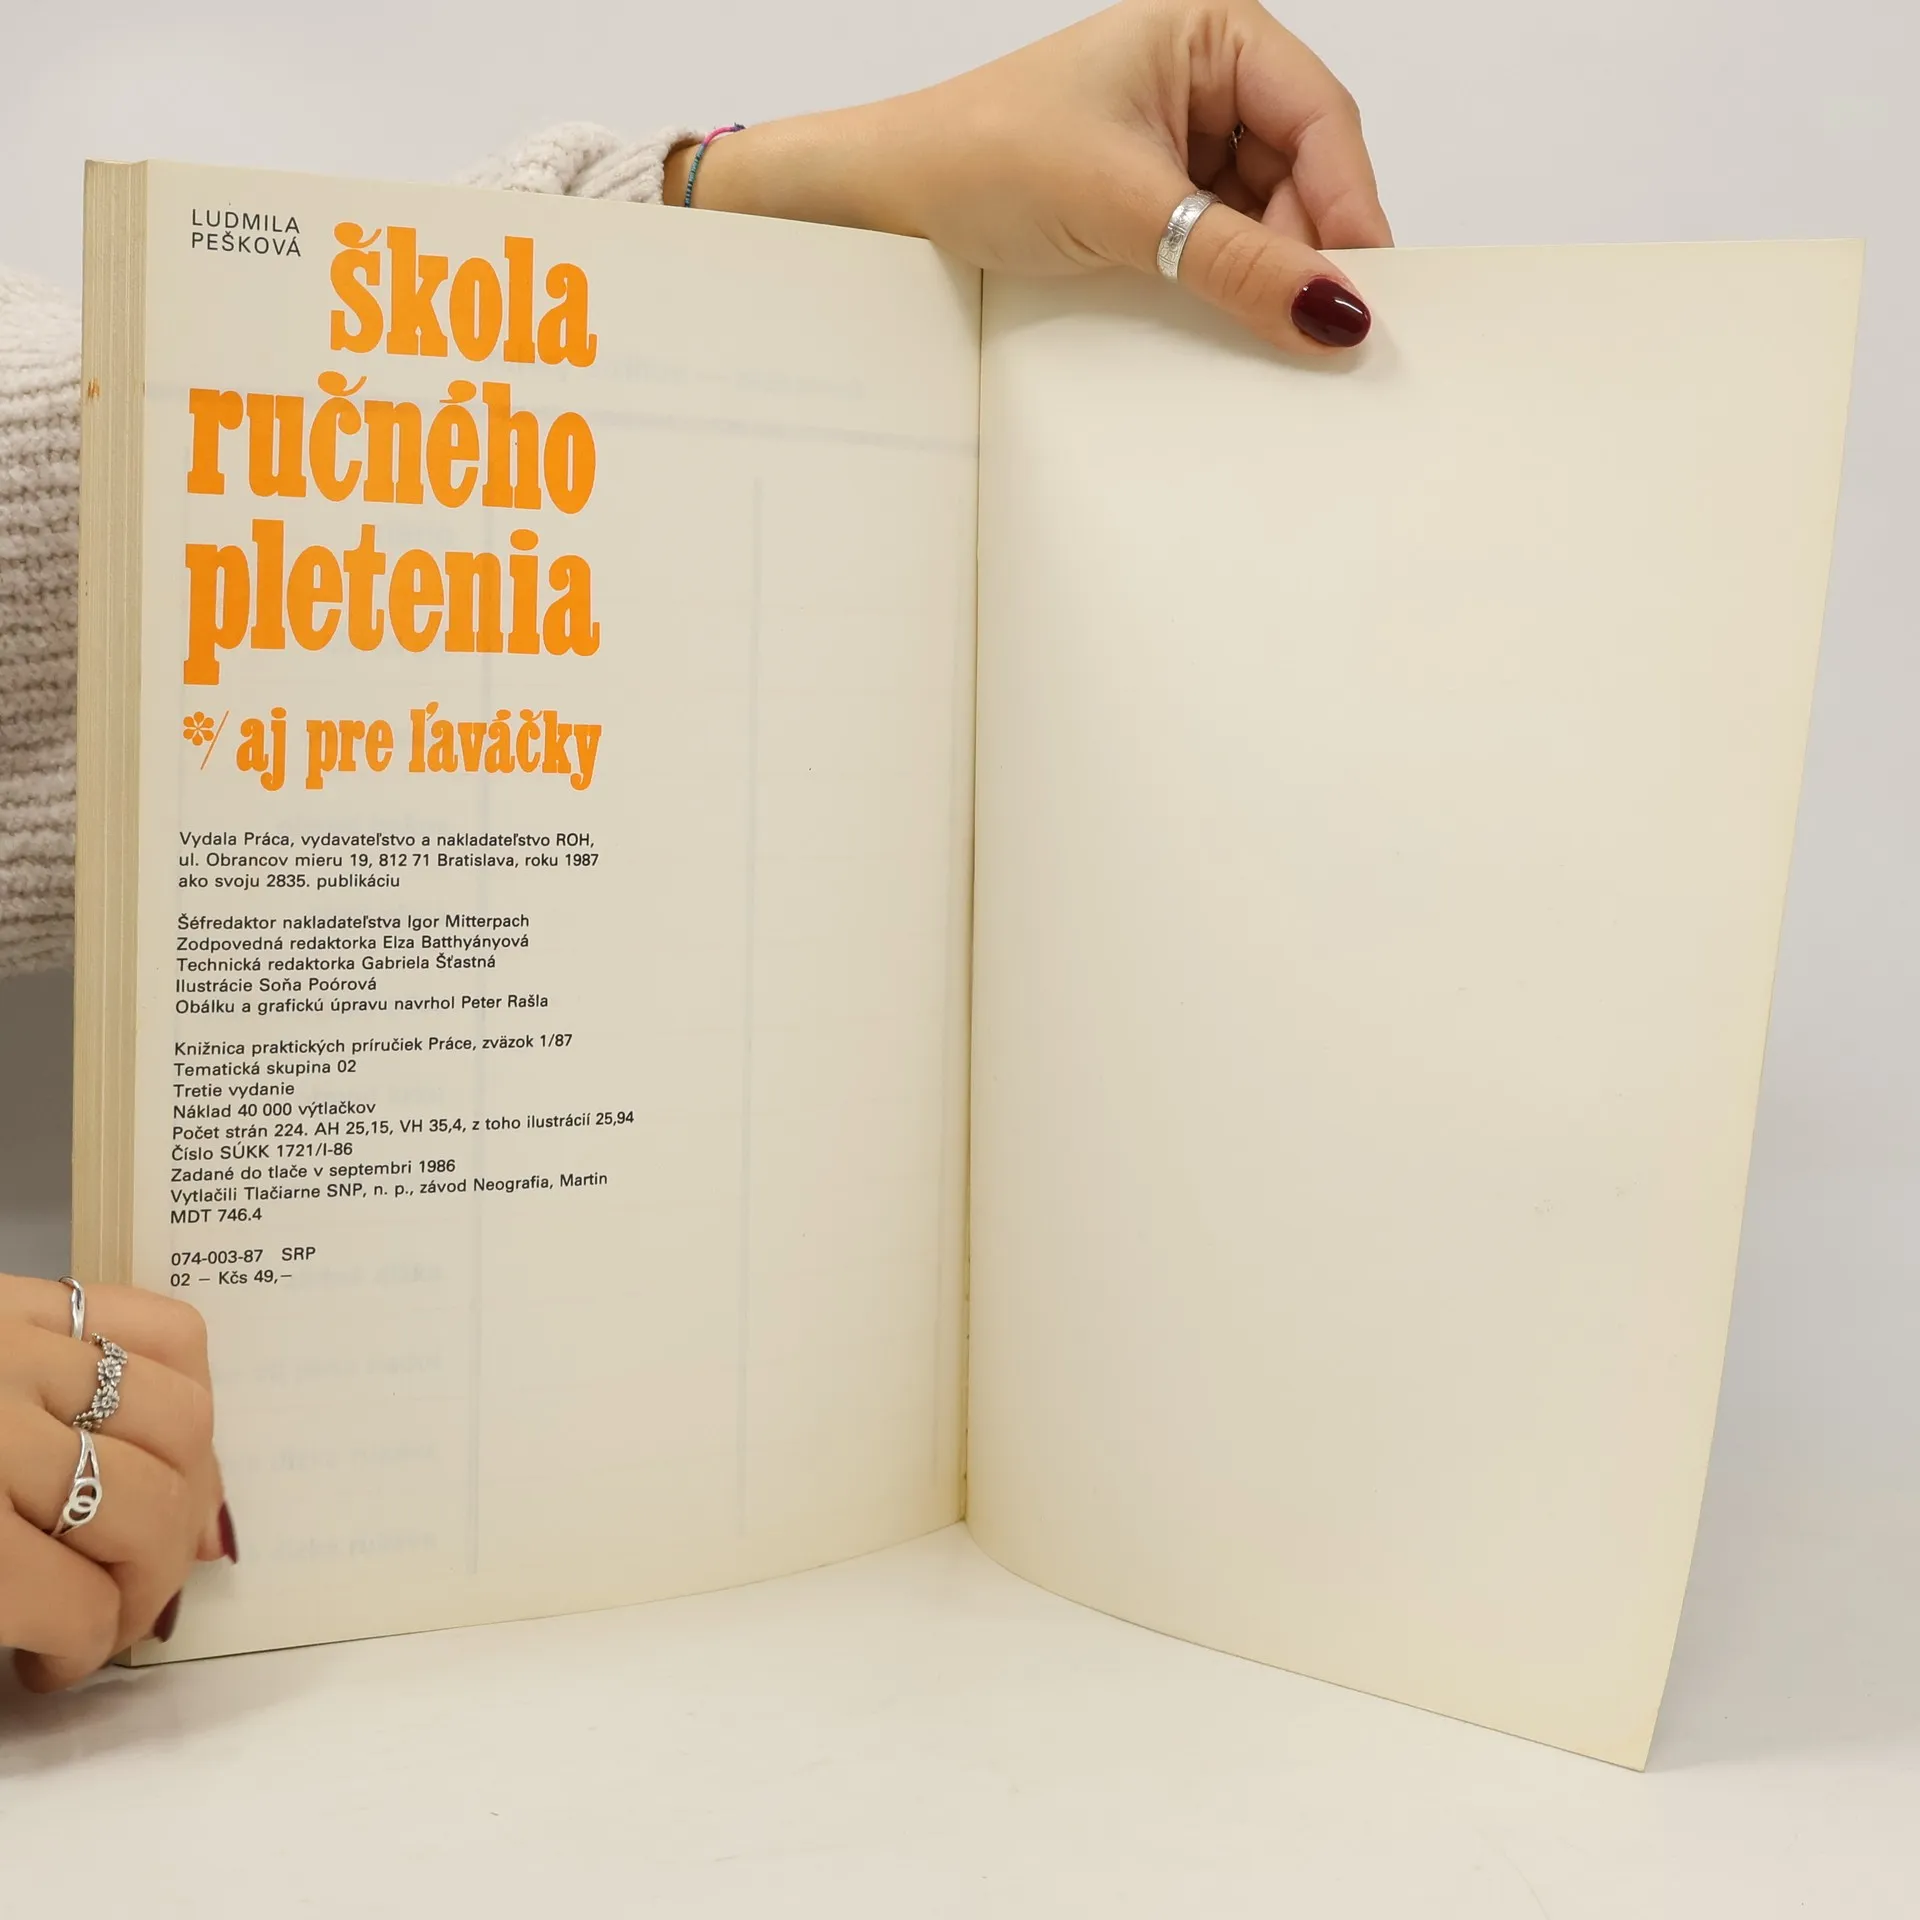 LUDMILA
PEŠKOVÁ
škola
ručného
pletenia
*/ aj pre ľaváčky
Vydala Práca, vydavateľstvo a nakladateľstvo ROH,
ul. Obrancov mieru 19, 812 71 Bratislava, roku 1987
ako svoju 2835. publikáciu
Šéfredaktor nakladateľstva Igor Mitterpach
Zodpovedná redaktorka Elza Batthyányová
Technická redaktorka Gabriela Šťastná
Ilustrácie Soňa Poórová
Obálku a grafickú úpravu navrhol Peter Rašla
Knižnica praktických príručiek Práce, zväzok 1/87
Tematická skupina 02
Tretie vydanie
Náklad 40 000 výtlačkov
Počet strán 224. AH 25,15, VH 35,4, z toho ilustrácií 25,94
Číslo SÚKK 1721/I-86
Zadané do tlače v septembri 1986
Vytlačili Tlačiarne SNP, n. p., závod Neografia, Martin
MDT 746.4
074-003-87 SRP
02 — Kčs 49,—